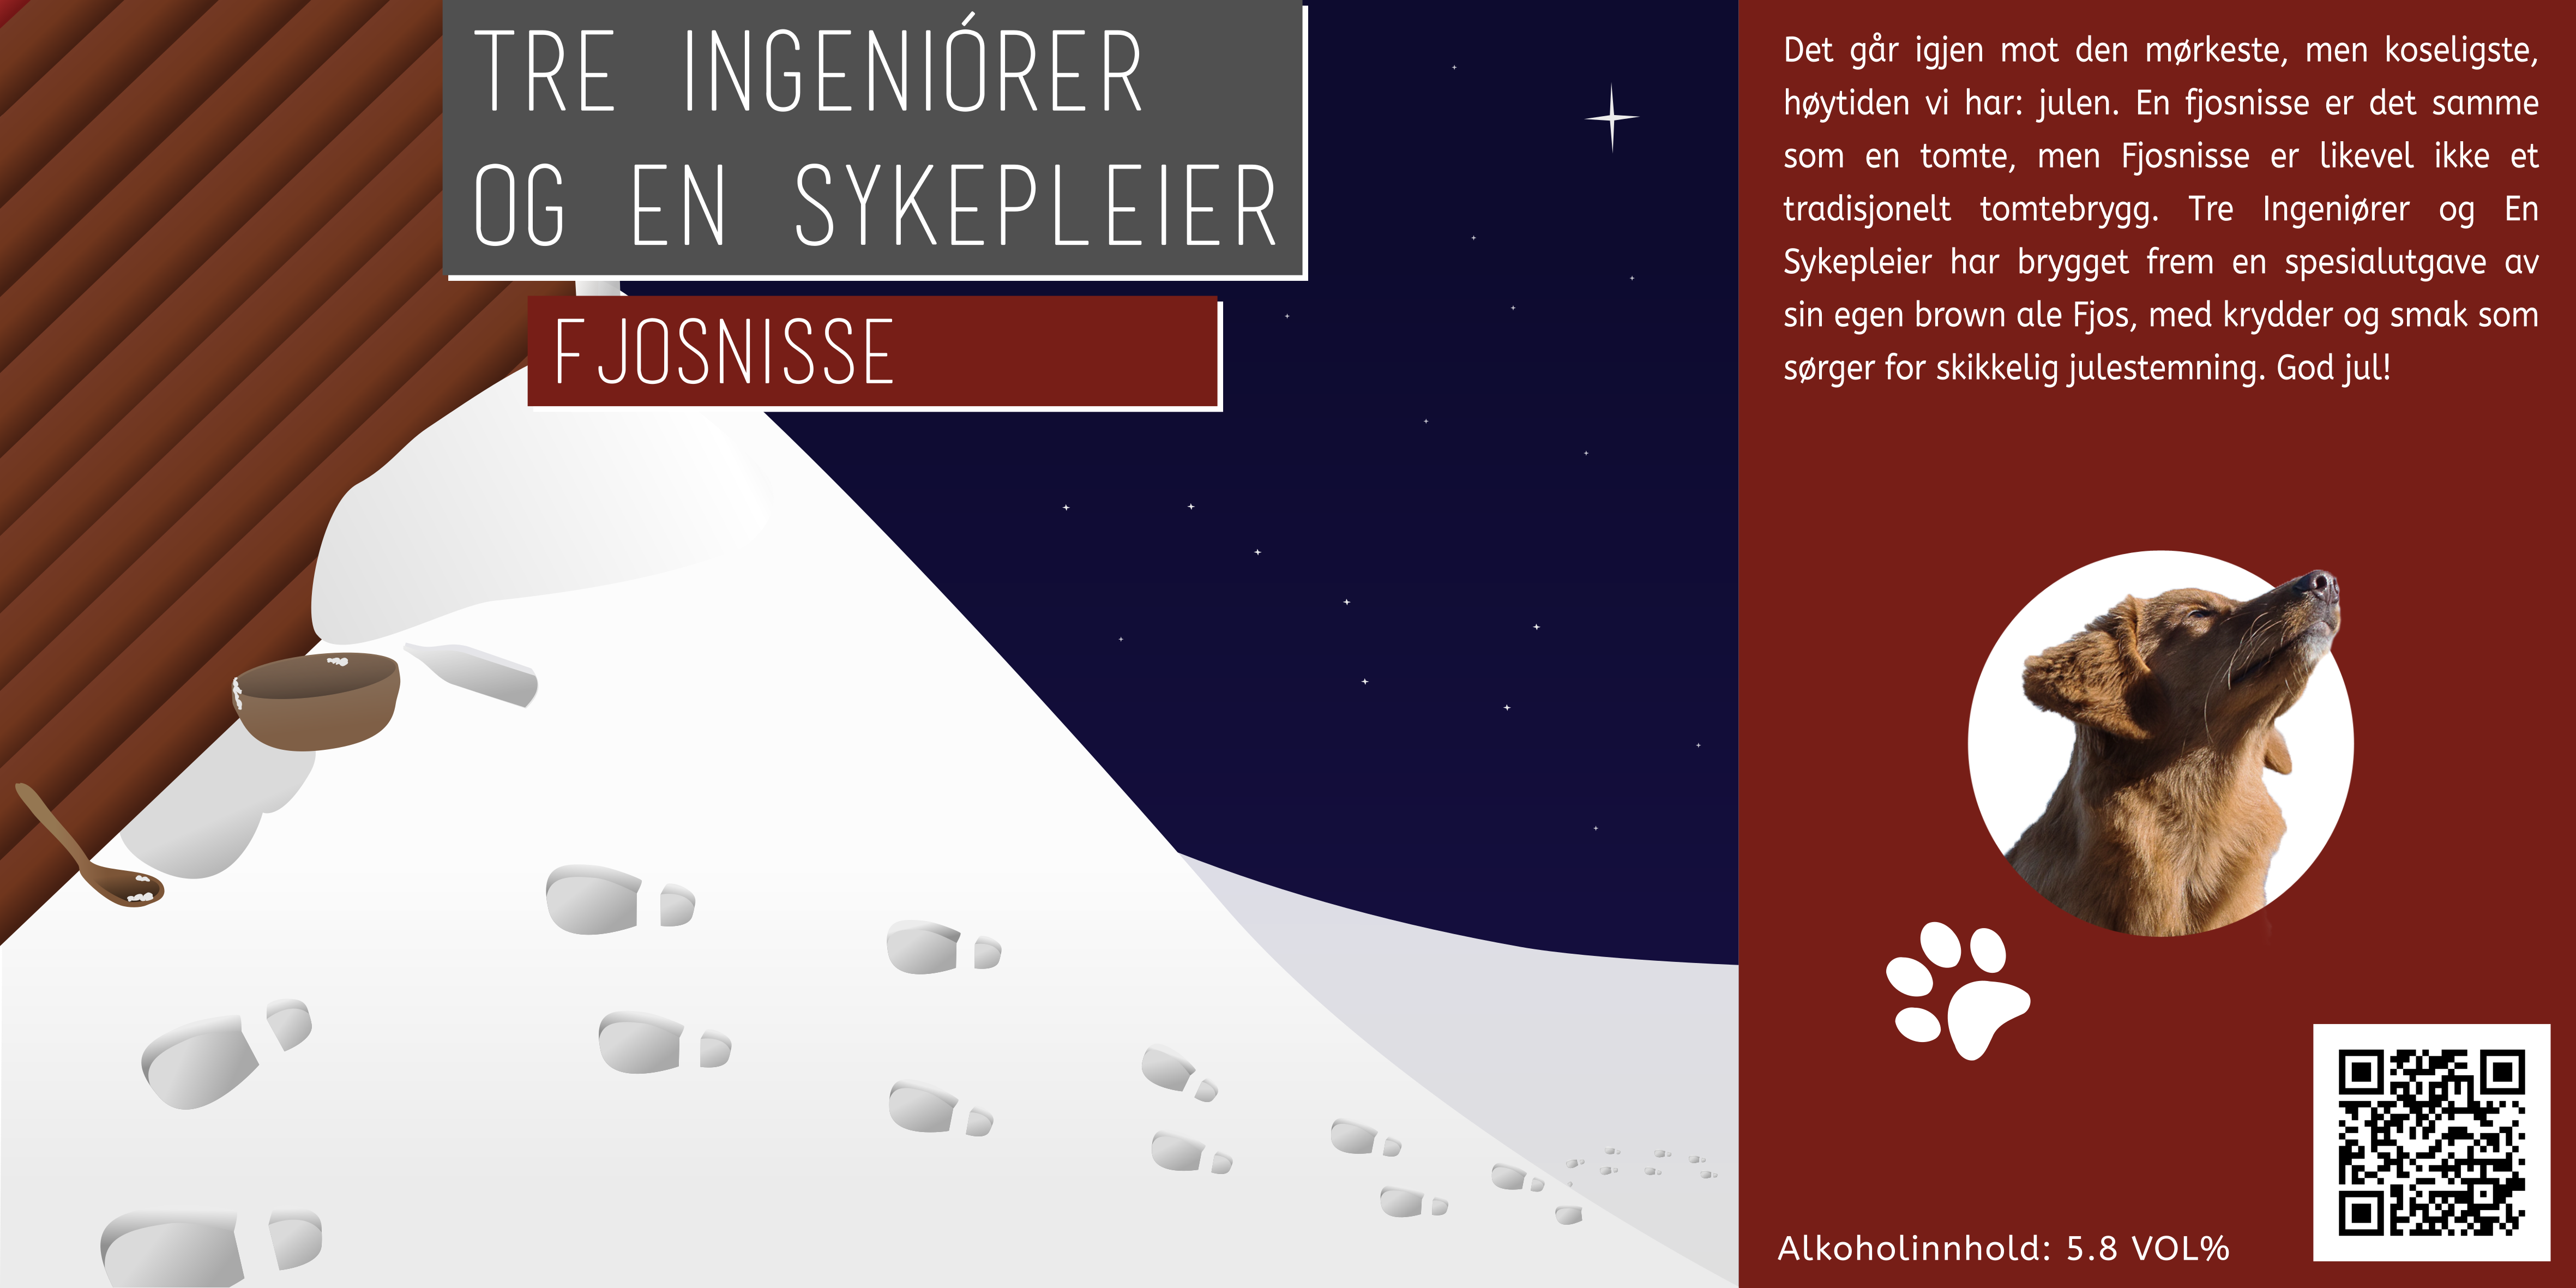 TRE INGENIÓRER
OG EN SYKEPLEIER
FJOSNISSE
Det går igjen mot den mørkeste, men koseligste,
høytiden vi har: julen. En fjosnisse er det samme
som en tomte, men Fjosnisse er likevel ikke et
tradisjonelt tomtebrygg. Tre Ingeniører og En
Sykepleier har brygget frem en spesialutgave av
sin egen brown ale Fjos, med krydder og smak som
sørger for skikkelig julestemning. God jul!
Alkoholinnhold: 5.8 VOL%